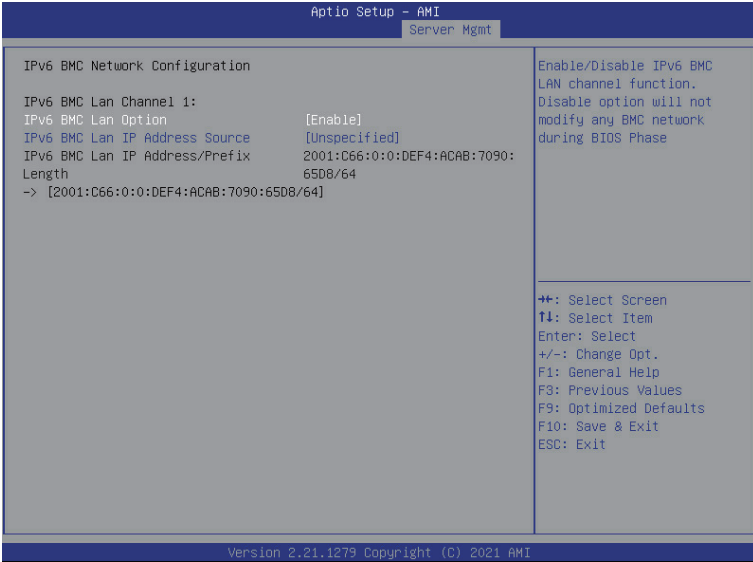 Aptio Setup – AMI
Server Mgmt
IPv6 BMC Network Configuration
IPv6 BMC Lan Channel 1:
IPv6 BMC Lan Option [Enable]
IPv6 BMC Lan IP Address Source [Unspecified]
IPv6 BMC Lan IP Address/Prefix 2001:C66:0:0:DEF4:ACAB:7090:
Length 65D8/64
-> [2001:C66:0:0:DEF4:ACAB:7090:65D8/64]
Enable/Disable IPv6 BMC
LAN channel function.
Disable option will not
modify any BMC network
during BIOS Phase
→←: Select Screen
↑↓: Select Item
Enter: Select
+/-: Change Opt.
F1: General Help
F3: Previous Values
F9: Optimized Defaults
F10: Save & Exit
ESC: Exit
Version 2.21.1279 Copyright (C) 2021 AMI